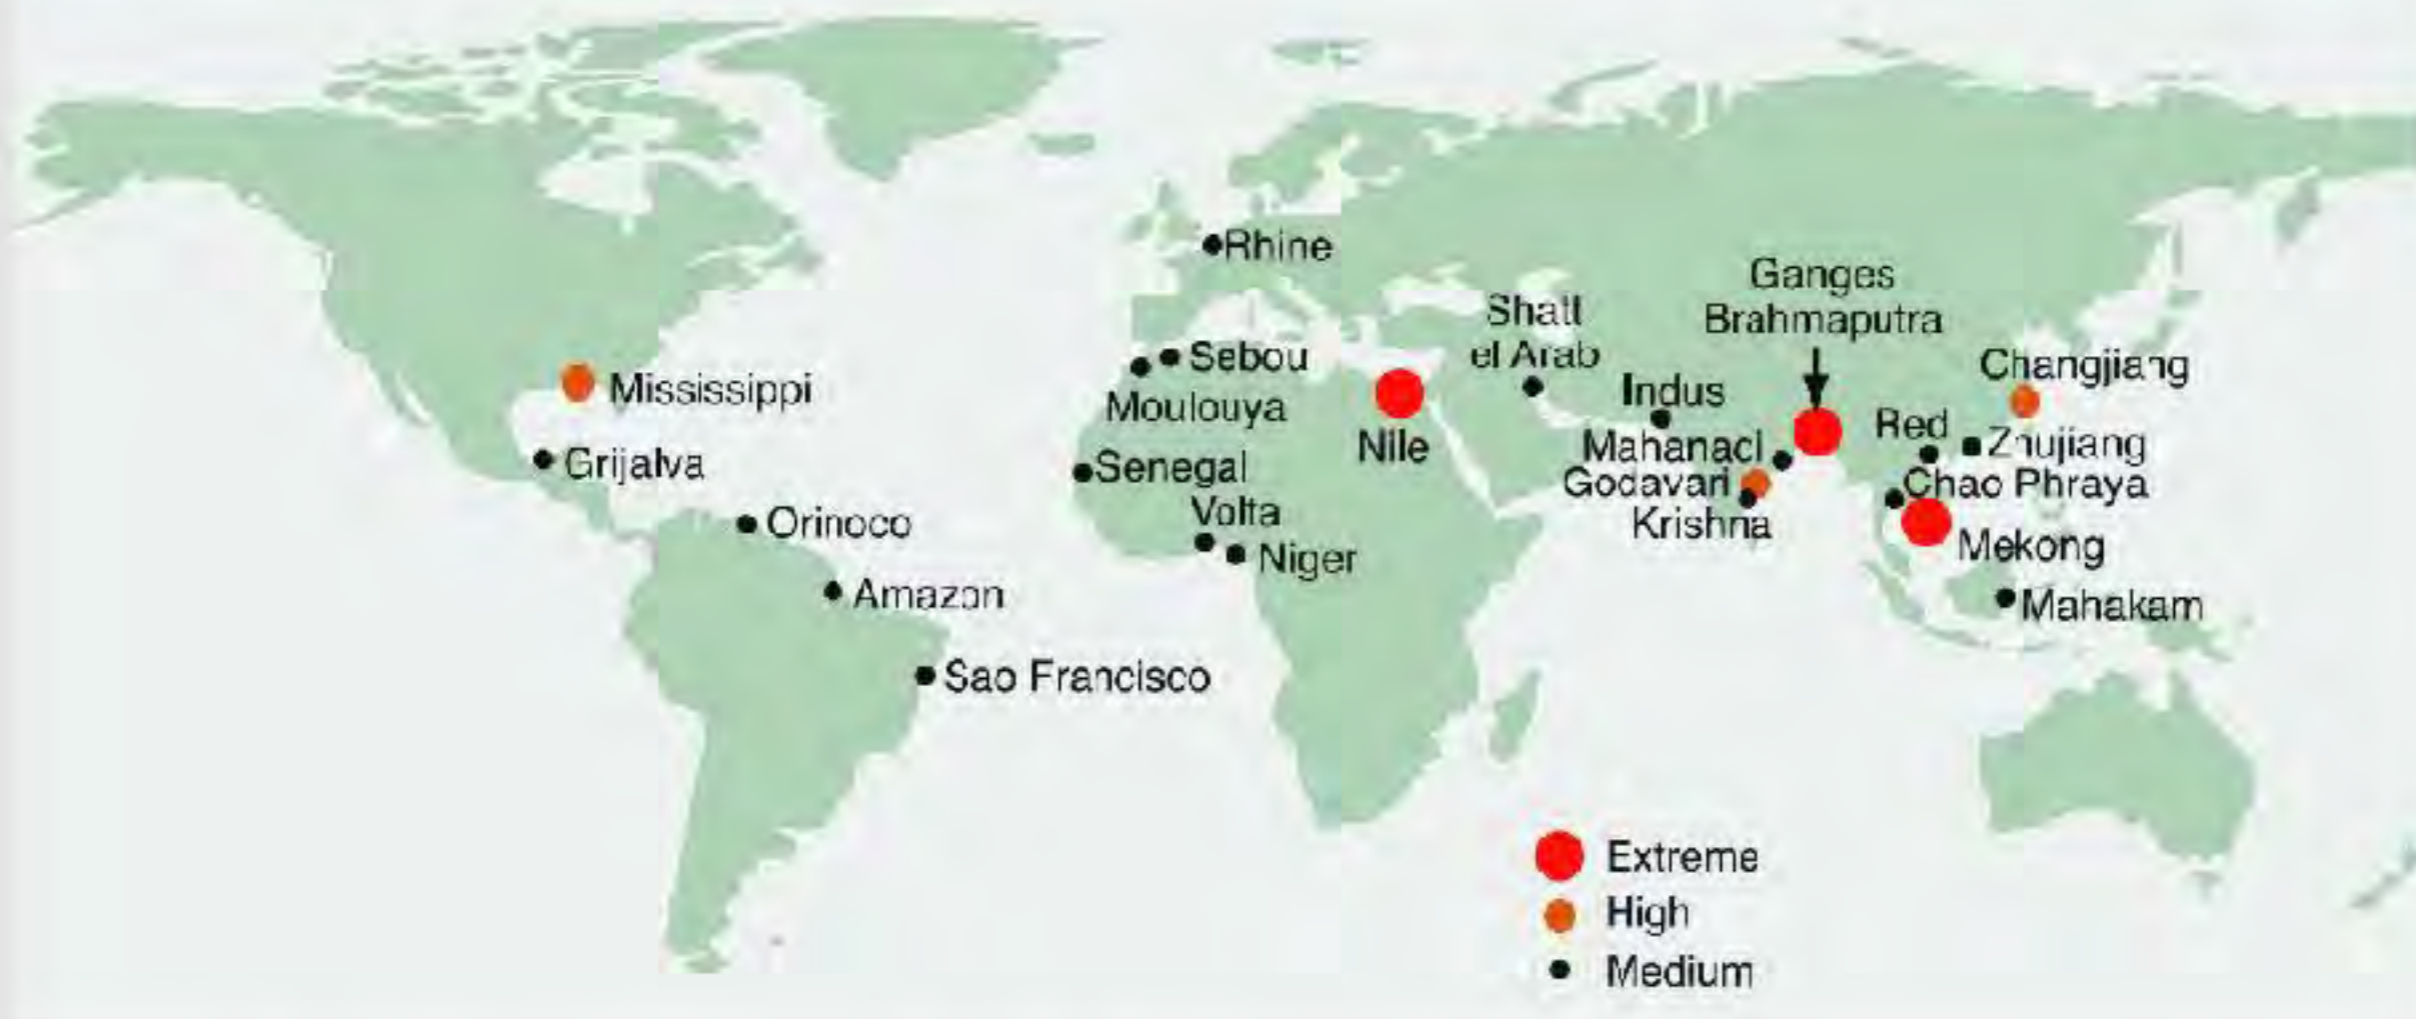 Rhine
Ganges
Brahmaputra
Shatt
el Arab
Sebou
Moulouya
Mississippi
Changjiang
Indus
Nile
Red
Mahanadi
Zhujiang
Grijalva
Senegal
Godavari
Chao Phraya
Volta
Orinoco
Krishna
Niger
Mekong
Amazon
Mahakam
Sao Francisco
Extreme
High
Medium